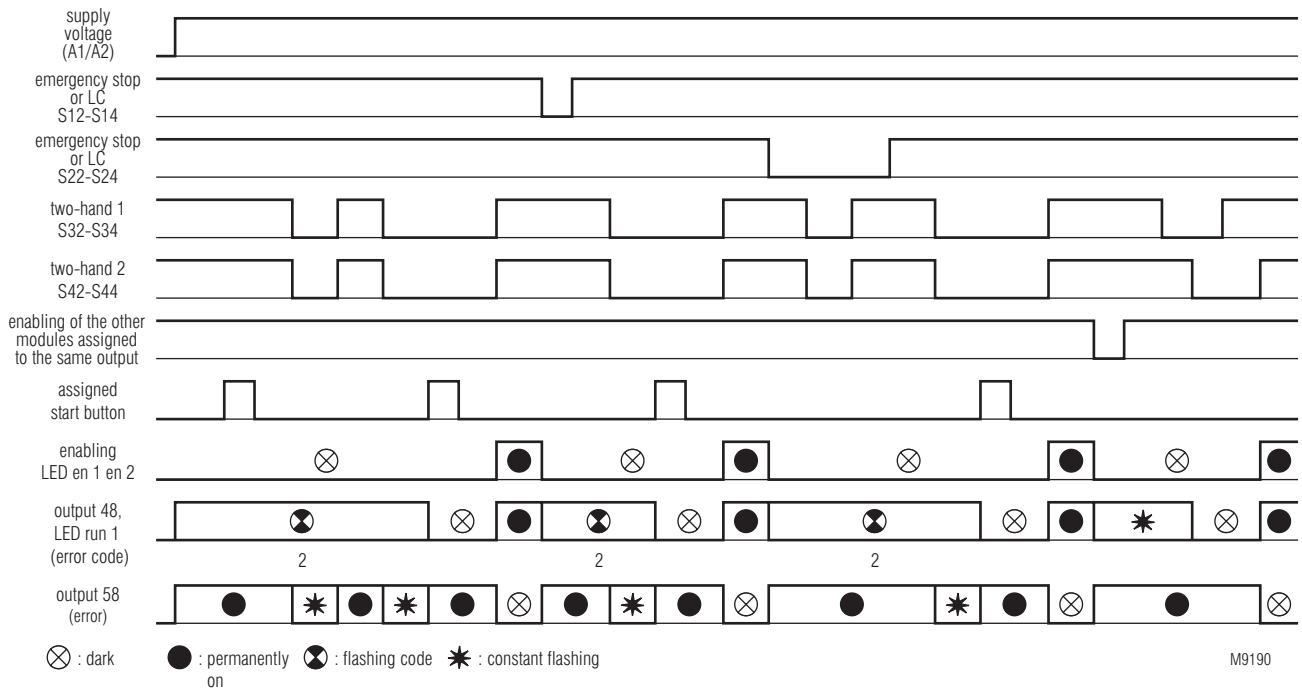 supply
voltage
(A1/A2)
emergency stop
or LC
S12-S14
emergency stop
or LC
S22-S24
two-hand 1
S32-S34
two-hand 2
S42-S44
enabling of the other
modules assigned
to the same output
assigned
start button
enabling
LED en 1 en 2
output 48,
LED run 1
(error code)
2 2 2
output 58
(error)
: dark : permanently on : flashing code : constant flashing
M9190